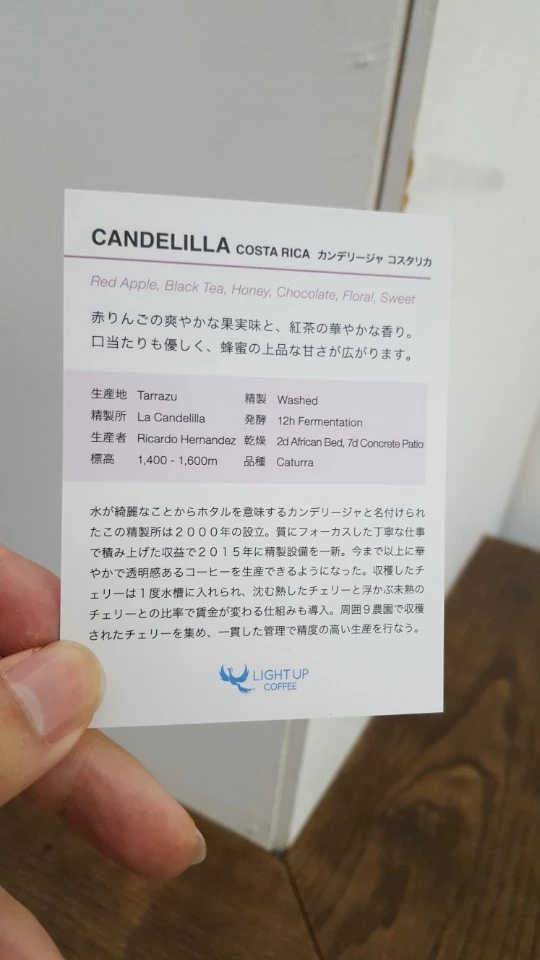 CANDELILLA COSTA RICA カンデリージャ コスタリカ
Red Apple, Black Tea, Honey, Chocolate, Floral, Sweet
赤りんごの爽やかな果実味と、紅茶の華やかな香り。
口当たりも優しく、蜂蜜の上品な甘さが広がります。
生産地 Tarrazu 精製 Washed
精製所 La Candelilla 発酵 12h Fermentation
生産者 Ricardo Hernandez 乾燥 2d African Bed, 7d Concrete Patio
標高 1,400 - 1,600m 品種 Caturra
水が綺麗なことからホタルを意味するカンデリージャと名付けられ
たこの精製所は２０００年の設立。質にフォーカスした丁寧な仕事
で積み上げた収益で２０１５年に精製設備を一新。今まで以上に華
やかで透明感あるコーヒーを生産できるようになった。収穫したチ
ェリーは１度水槽に入れられ、沈む熟したチェリーと浮かぶ未熟の
チェリーとの比率で賃金が変わる仕組みも導入。周囲９農園で収穫
されたチェリーを集め、一貫した管理で精度の高い生産を行なう。
LIGHT UP
COFFEE